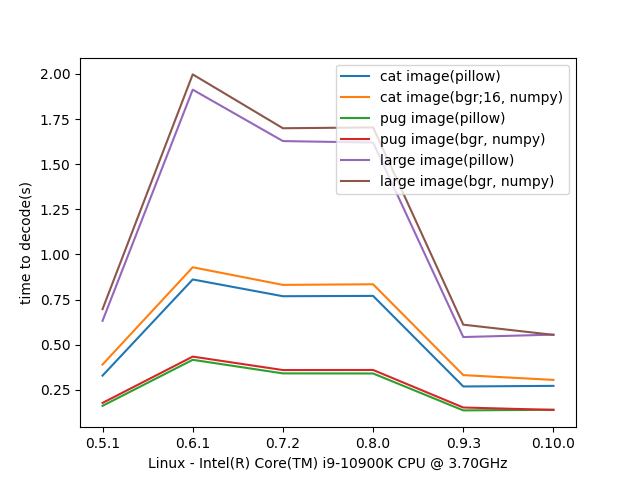 2.00
1.75
1.50
1.25
1.00
0.75
0.50
0.25
time to decode(s)
cat image(pillow)
cat image(bgr;16, numpy)
pug image(pillow)
pug image(bgr, numpy)
large image(pillow)
large image(bgr, numpy)
0.5.1 0.6.1 0.7.2 0.8.0 0.9.3 0.10.0
Linux - Intel(R) Core(TM) i9-10900K CPU @ 3.70GHz